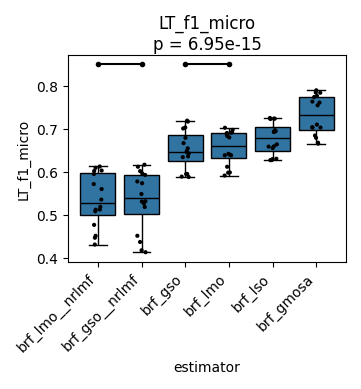 LT_f1_micro
p = 6.95e-15
LT_f1_micro
0.8
0.7
0.6
0.5
0.4
brf_lmo__nrlmf
brf_gso__nrlmf
brf_gso
brf_lmo
brf_lso
brf_gmosa
estimator